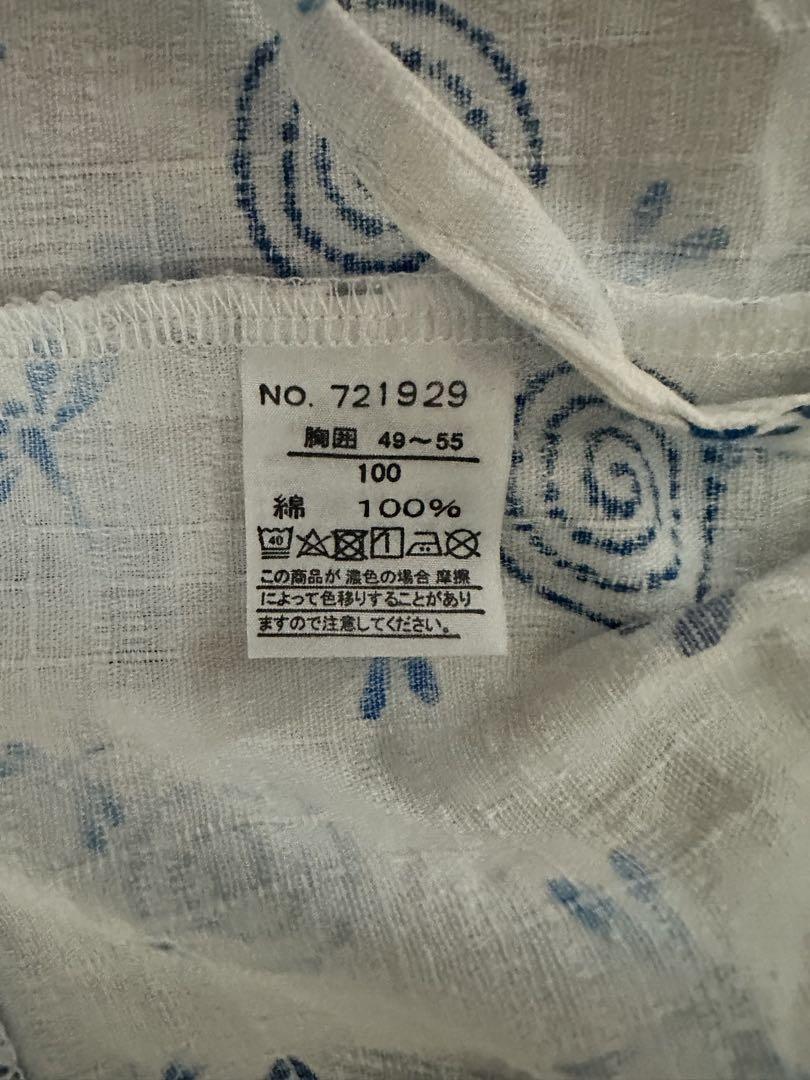 NO. 721929
胸囲 49～55
100
綿 100%
40
この商品が 濃色の場合 摩擦
によって色移りすることがあり
ますので注意してください。